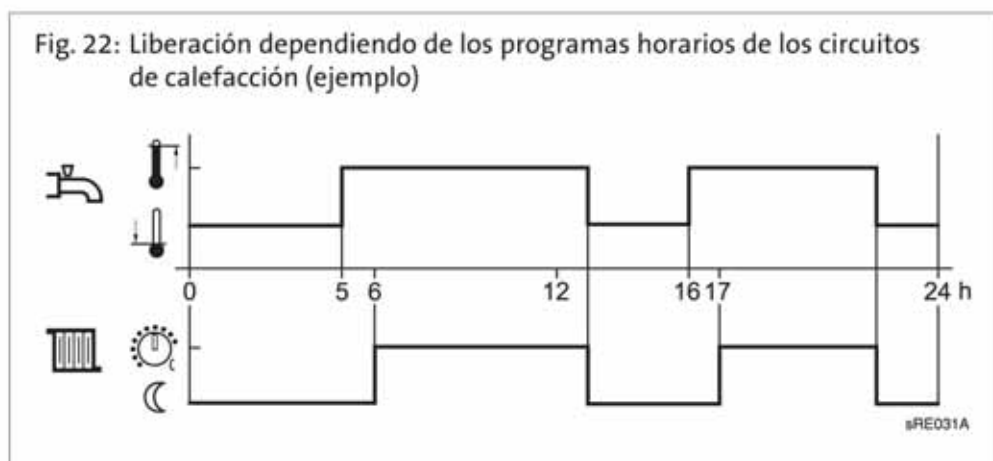 Fig. 22: Liberación dependiendo de los programas horarios de los circuitos
de calefacción (ejemplo)
0 5 6 12 16 17 24 h
sRE031A